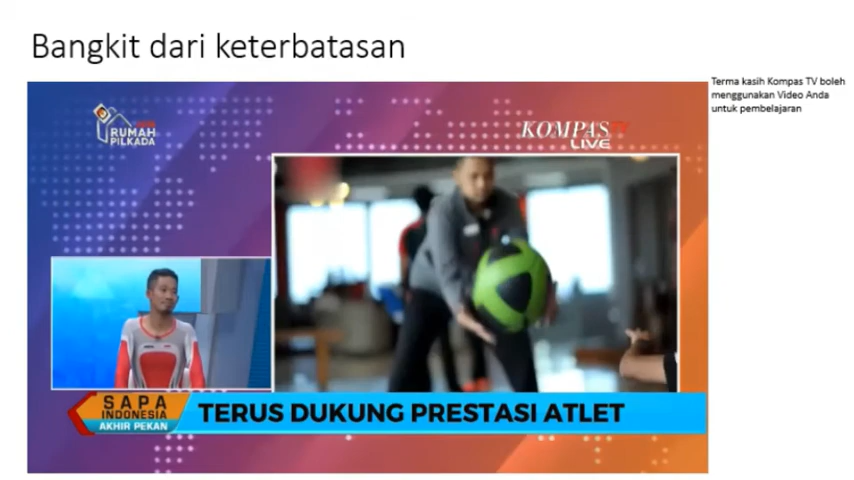 Bangkit dari keterbatasan
Terma kasih Kompas TV boleh
menggunakan Video Anda
untuk pembelajaran
RUMAH
PILKADA
KOMPAS TV
LIVE
SAPA
INDONESIA
AKHIR PEKAN
TERUS DUKUNG PRESTASI ATLET